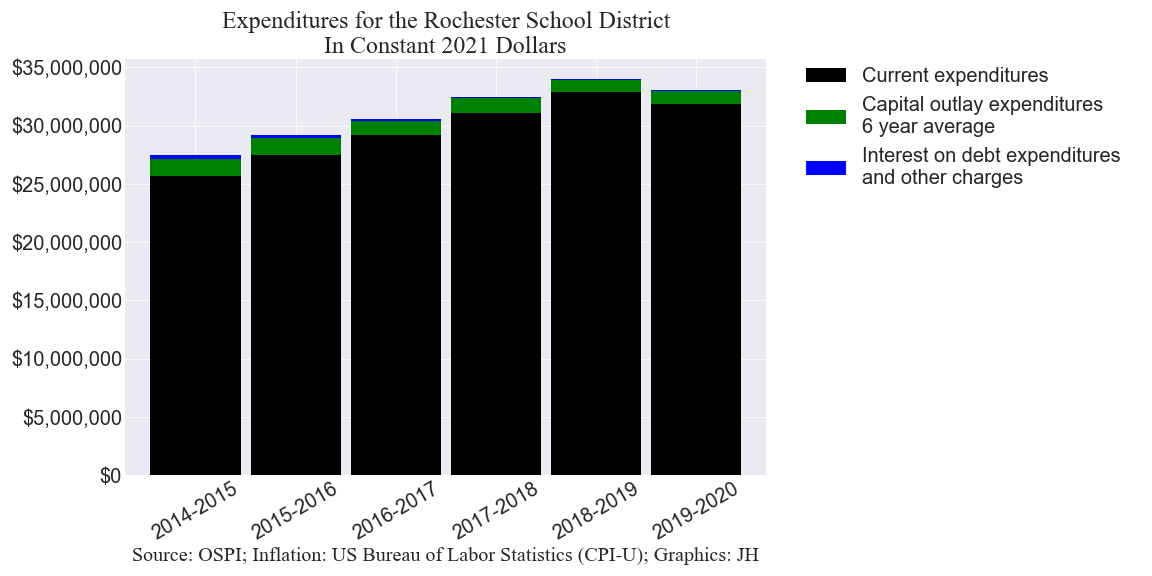 Expenditures for the Rochester School District
In Constant 2021 Dollars
$35,000,000
$30,000,000
$25,000,000
$20,000,000
$15,000,000
$10,000,000
$5,000,000
$0
2014-2015
2015-2016
2016-2017
2017-2018
2018-2019
2019-2020
Source: OSPI; Inflation: US Bureau of Labor Statistics (CPI-U); Graphics: JH
Current expenditures
Capital outlay expenditures
6 year average
Interest on debt expenditures
and other charges